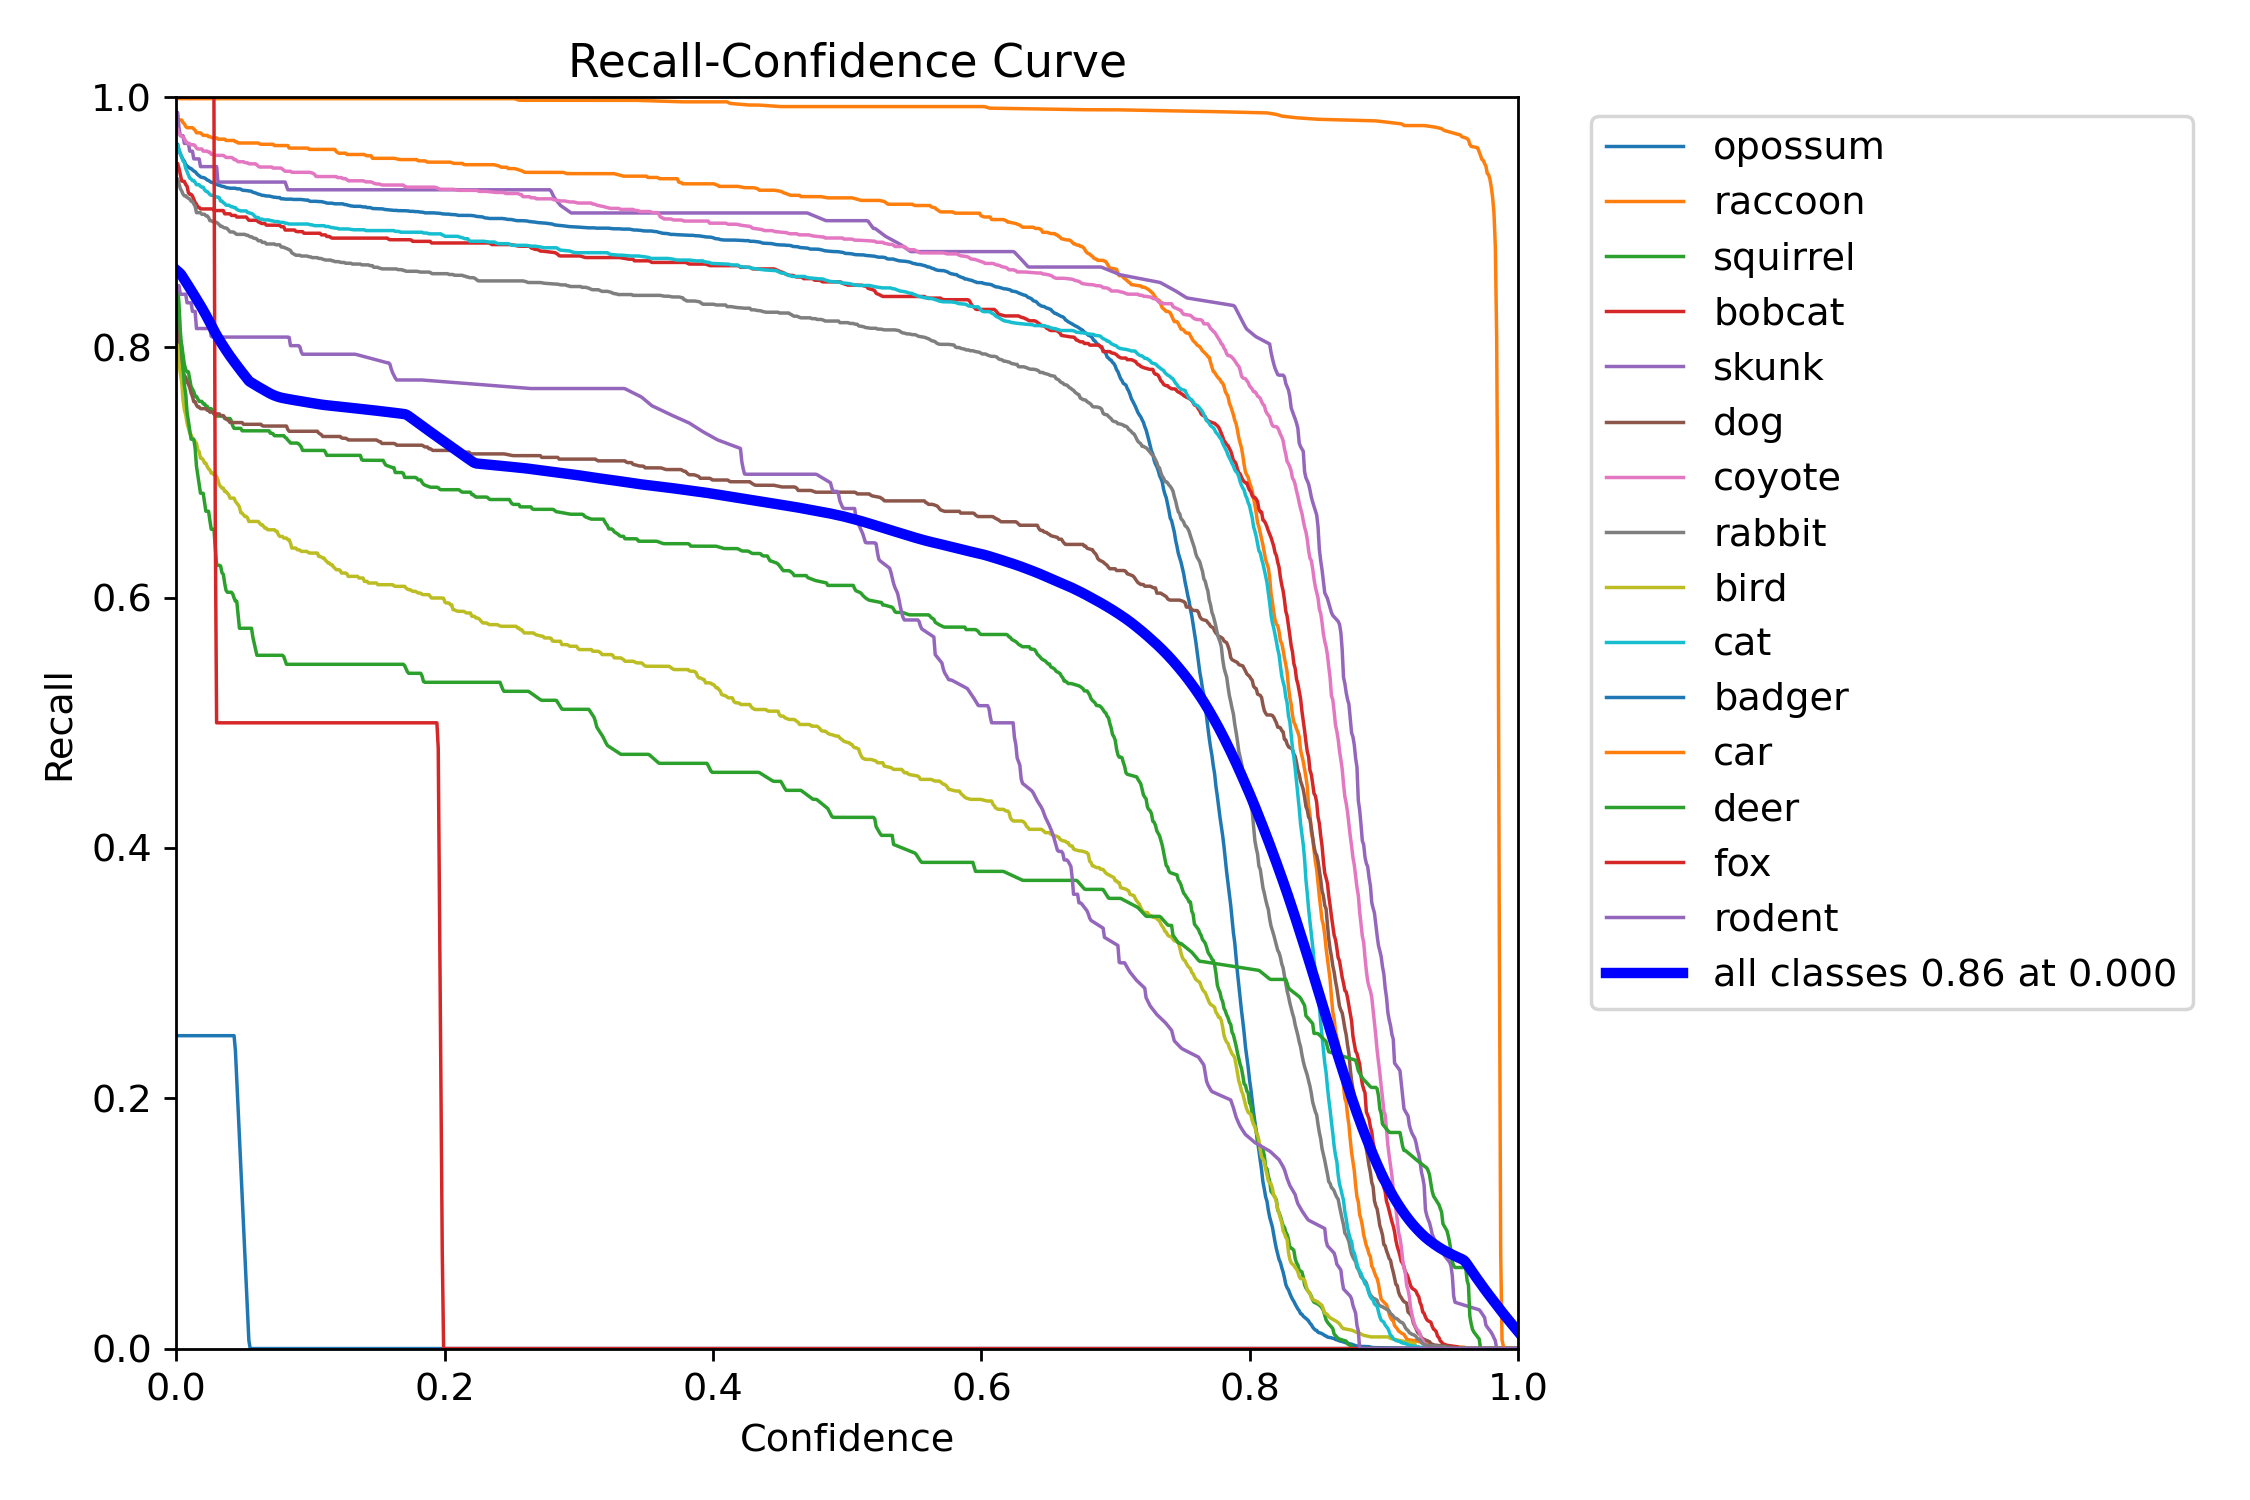 Recall-Confidence Curve
1.0
0.8
0.6
0.4
0.2
0.0
Recall
0.0 0.2 0.4 0.6 0.8 1.0
Confidence
opossum
raccoon
squirrel
bobcat
skunk
dog
coyote
rabbit
bird
cat
badger
car
deer
fox
rodent
all classes 0.86 at 0.000